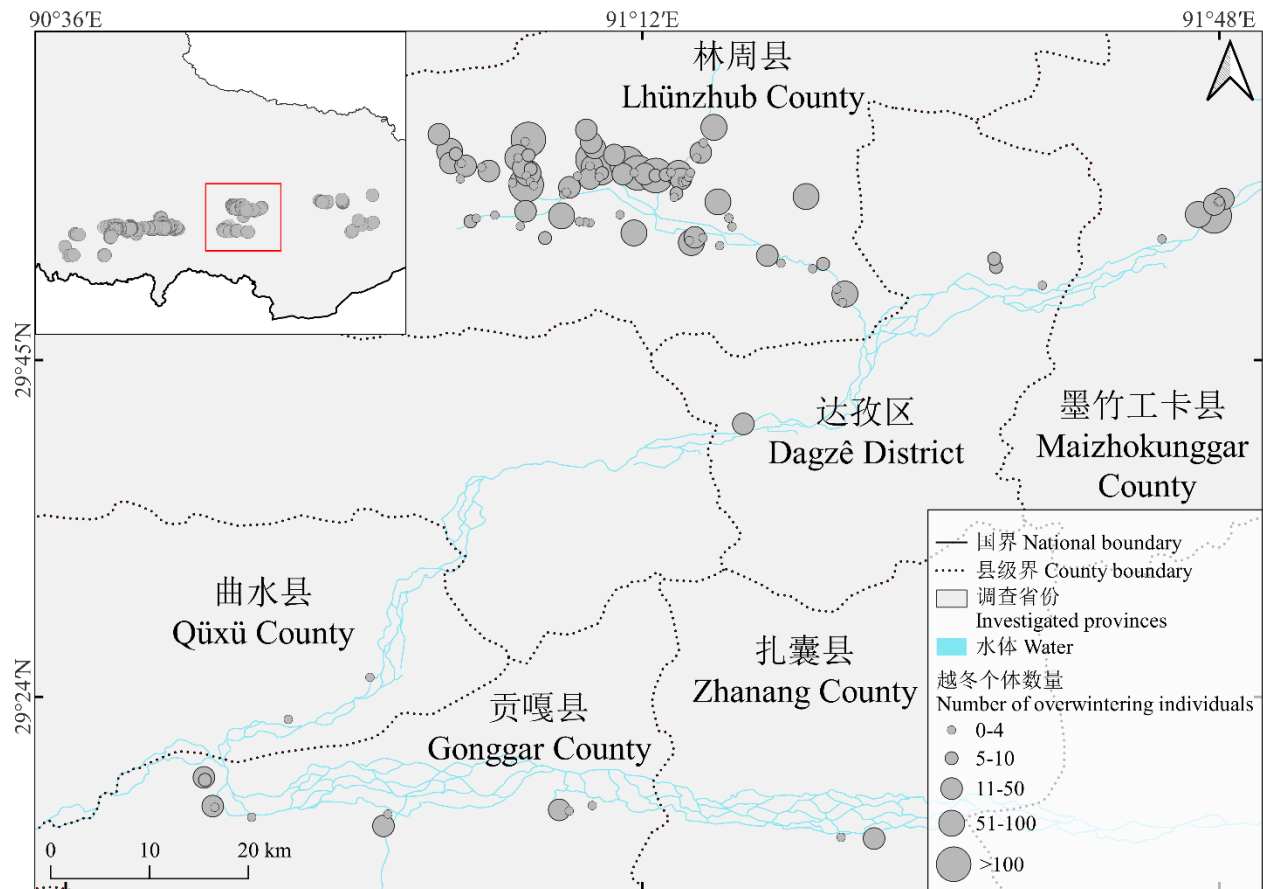 90°36′E
91°12′E
91°48′E
29°45′N
29°24′N
林周县
Lhünzhub County
达孜区
Dagzê District
墨竹工卡县
Maizhokunggar
County
曲水县
Qüxü County
贡嘎县
Gonggar County
扎囊县
Zhanang County
国界 National boundary
县级界 County boundary
调查省份
Investigated provinces
水体 Water
越冬个体数量
Number of overwintering individuals
0-4
5-10
11-50
51-100
>100
0 10 20 km